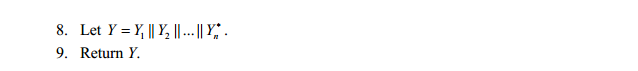 8. Let Y = Y₁ || Y₂ || ... || Yₙ*.
9. Return Y.